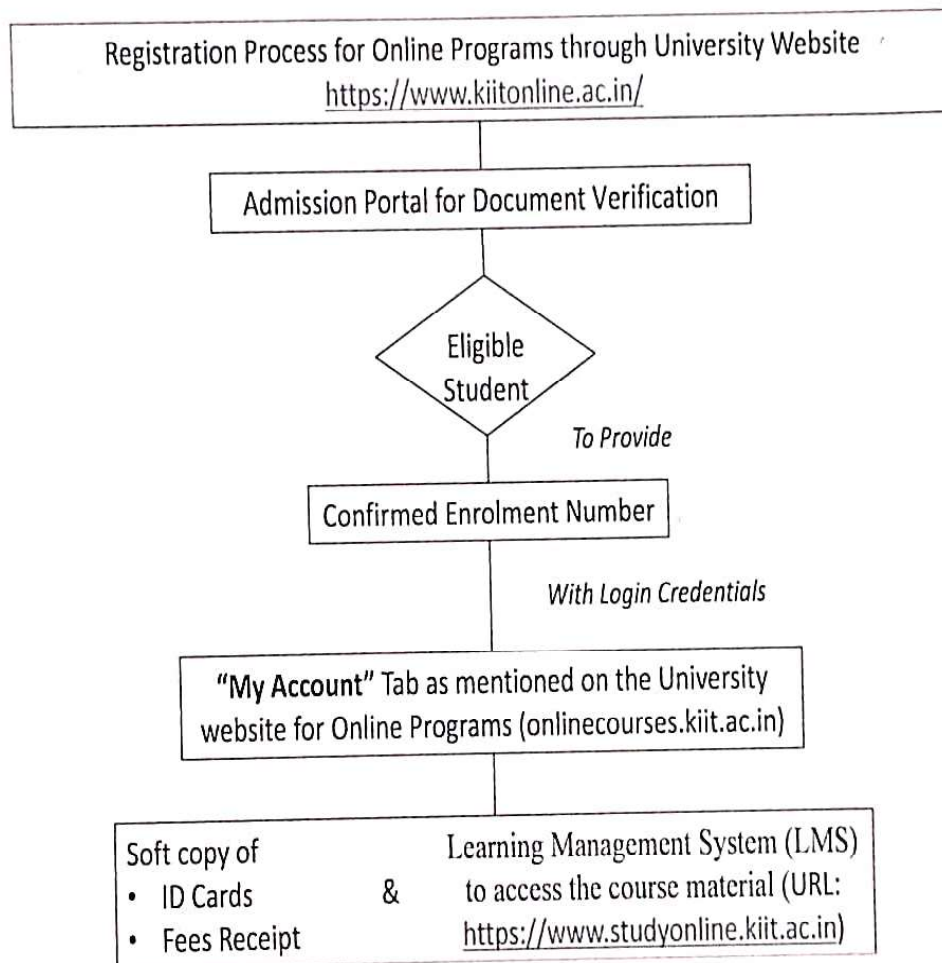 Registration Process for Online Programs through University Website
https://www.kiitonline.ac.in/
Admission Portal for Document Verification
Eligible
Student
To Provide
Confirmed Enrolment Number
With Login Credentials
“My Account” Tab as mentioned on the University
website for Online Programs (onlinecourses.kiit.ac.in)
Soft copy of
• ID Cards
• Fees Receipt
&
Learning Management System (LMS)
to access the course material (URL:
https://www.studyonline.kiit.ac.in)